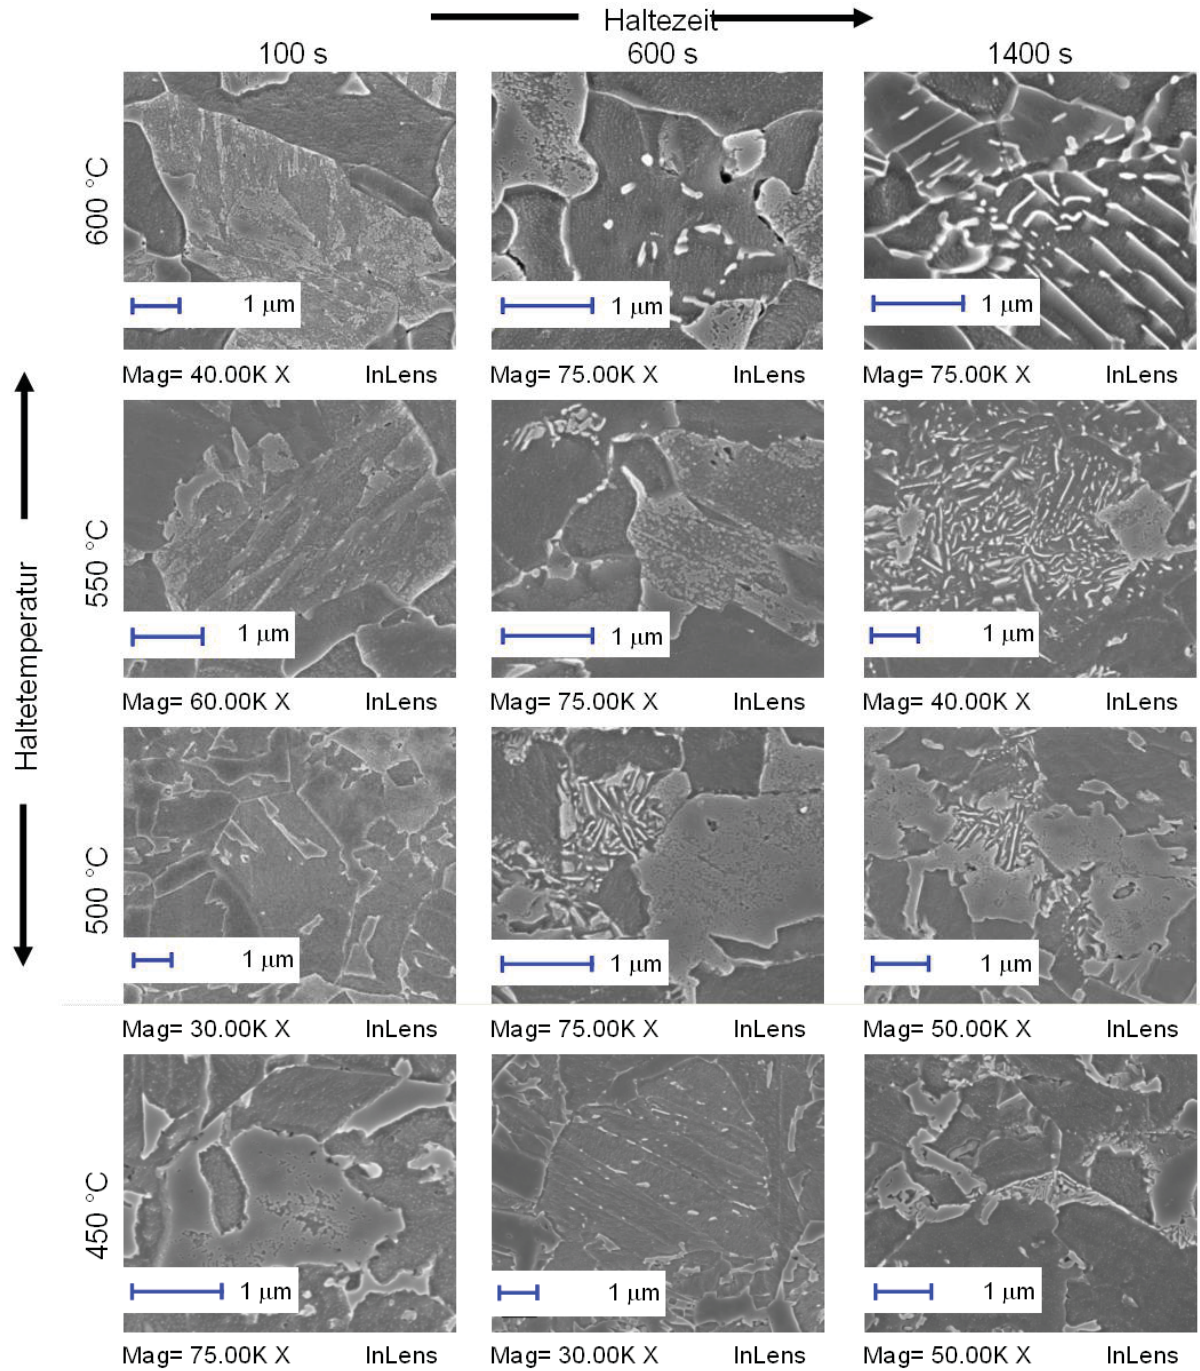 Haltezeit
100 s 600 s 1400 s
600 °C
1 μm 1 μm 1 μm
Mag= 40.00K X InLens Mag= 75.00K X InLens Mag= 75.00K X InLens
Haltetemperatur
550 °C
1 μm 1 μm 1 μm
Mag= 60.00K X InLens Mag= 75.00K X InLens Mag= 40.00K X InLens
500 °C
1 μm 1 μm 1 μm
Mag= 30.00K X InLens Mag= 75.00K X InLens Mag= 50.00K X InLens
450 °C
1 μm 1 μm 1 μm
Mag= 75.00K X InLens Mag= 30.00K X InLens Mag= 50.00K X InLens